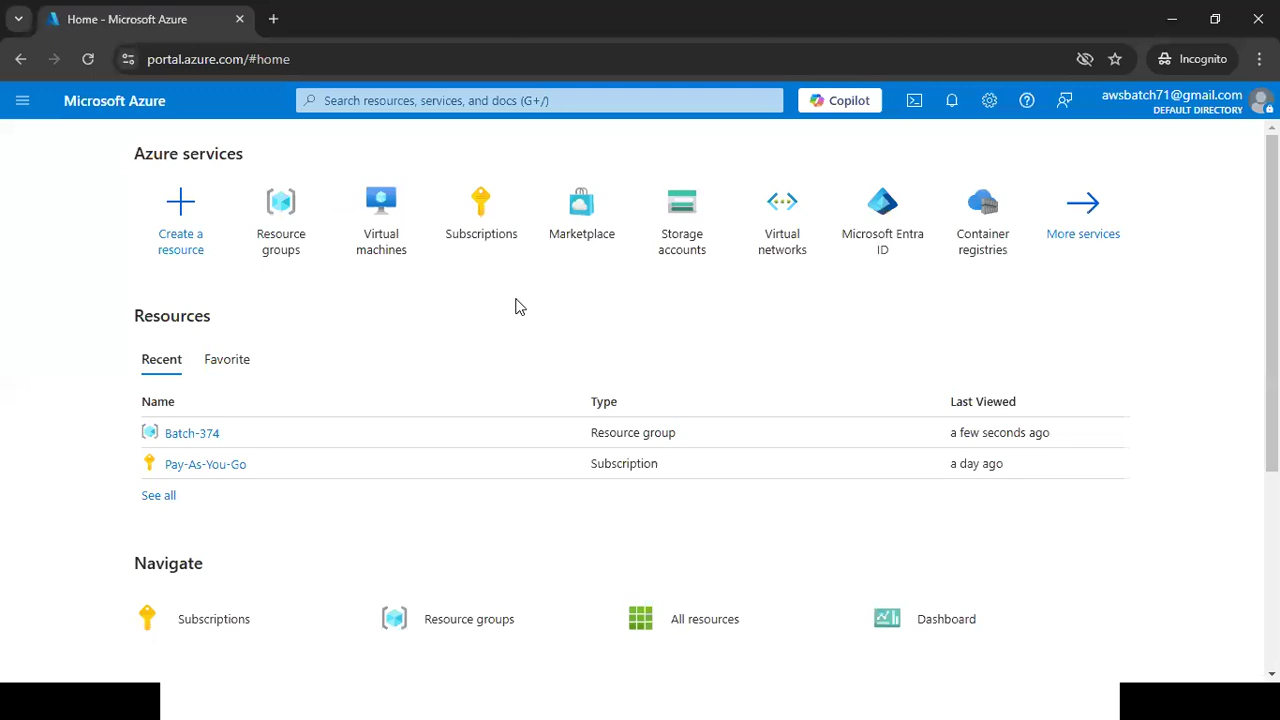 Home - Microsoft Azure
portal.azure.com/#home
Incognito
Microsoft Azure
Search resources, services, and docs (G+/)
Copilot
awsbatch71@gmail.com
DEFAULT DIRECTORY
Azure services
Create a resource
Resource groups
Virtual machines
Subscriptions
Marketplace
Storage accounts
Virtual networks
Microsoft Entra ID
Container registries
More services
Resources
Recent
Favorite
Name
Type
Last Viewed
Batch-374
Resource group
a few seconds ago
Pay-As-You-Go
Subscription
a day ago
See all
Navigate
Subscriptions
Resource groups
All resources
Dashboard